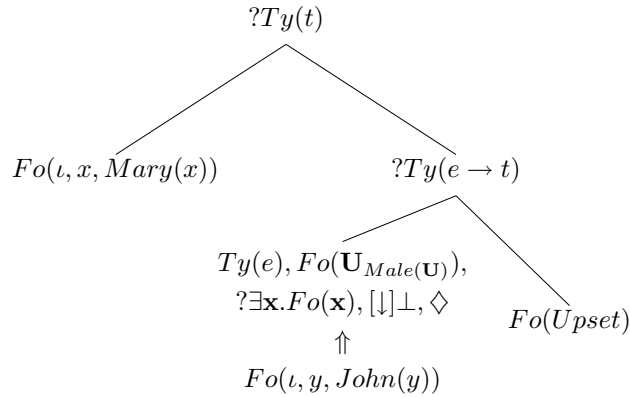 ?Ty(t)
Fo(ι, x, Mary(x))
?Ty(e → t)
Ty(e), Fo(U_{Male(U)}),
?∃x.Fo(x), [↓]⊥, ◇
Fo(Upset)
⇑
Fo(ι, y, John(y))